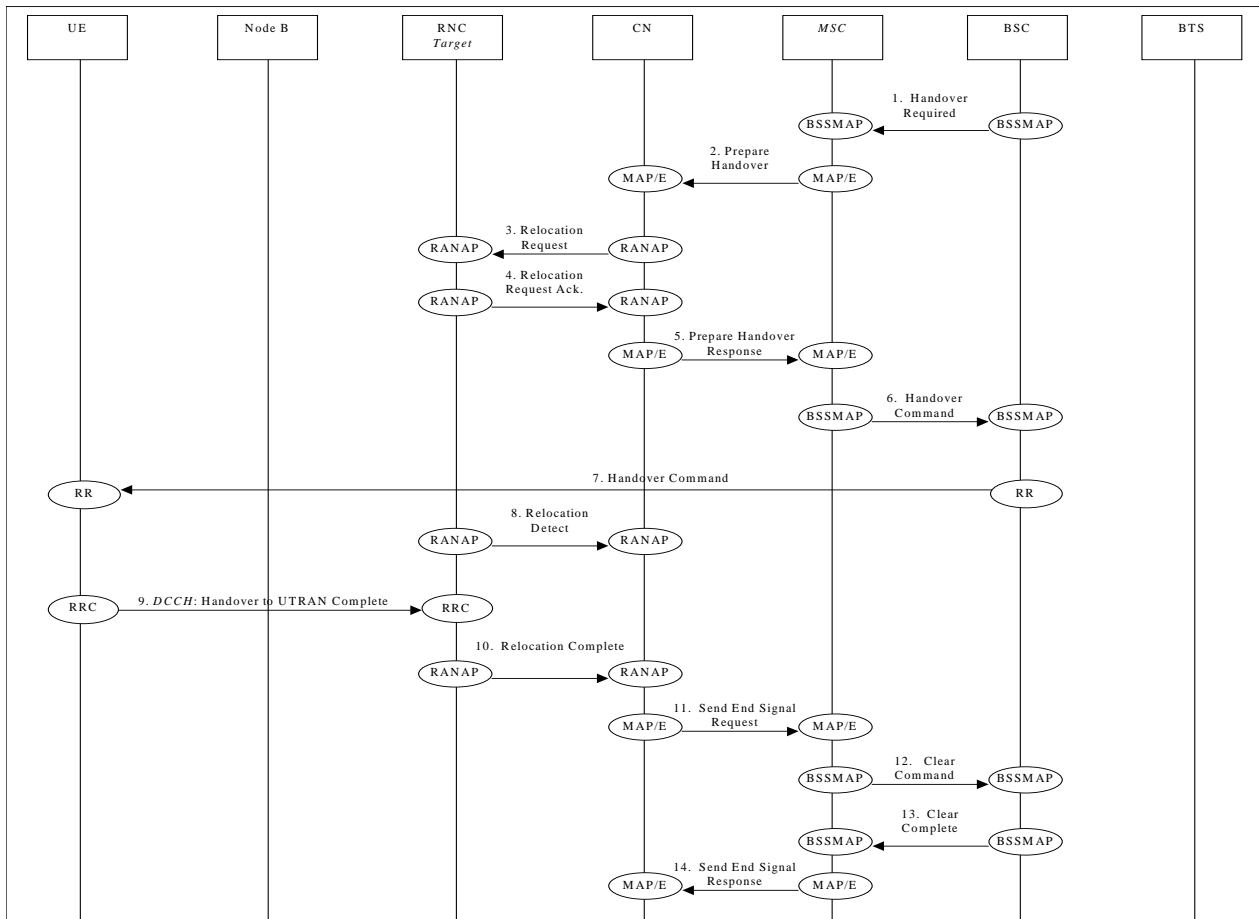 UE
Node B
RNC
Target
CN
MSC
BSC
BTS
1. Handover
Required
BSSMAP
BSSMAP
2. Prepare
Handover
MAP/E
MAP/E
3. Relocation
Request
RANAP
RANAP
4. Relocation
Request Ack.
RANAP
RANAP
5. Prepare Handover
Response
MAP/E
MAP/E
6. Handover
Command
BSSMAP
BSSMAP
7. Handover Command
RR
RR
8. Relocation
Detect
RANAP
RANAP
9. DCCH: Handover to UTRAN Complete
RRC
RRC
10. Relocation Complete
RANAP
RANAP
11. Send End Signal
Request
MAP/E
MAP/E
12. Clear
Command
BSSMAP
BSSMAP
13. Clear
Complete
BSSMAP
BSSMAP
14. Send End Signal
Response
MAP/E
MAP/E